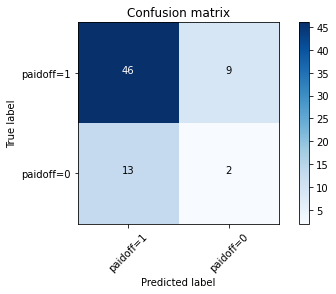 Confusion matrix
True label
paidoff=1
46
9
paidoff=0
13
2
paidoff=1
paidoff=0
Predicted label
45
40
35
30
25
20
15
10
5